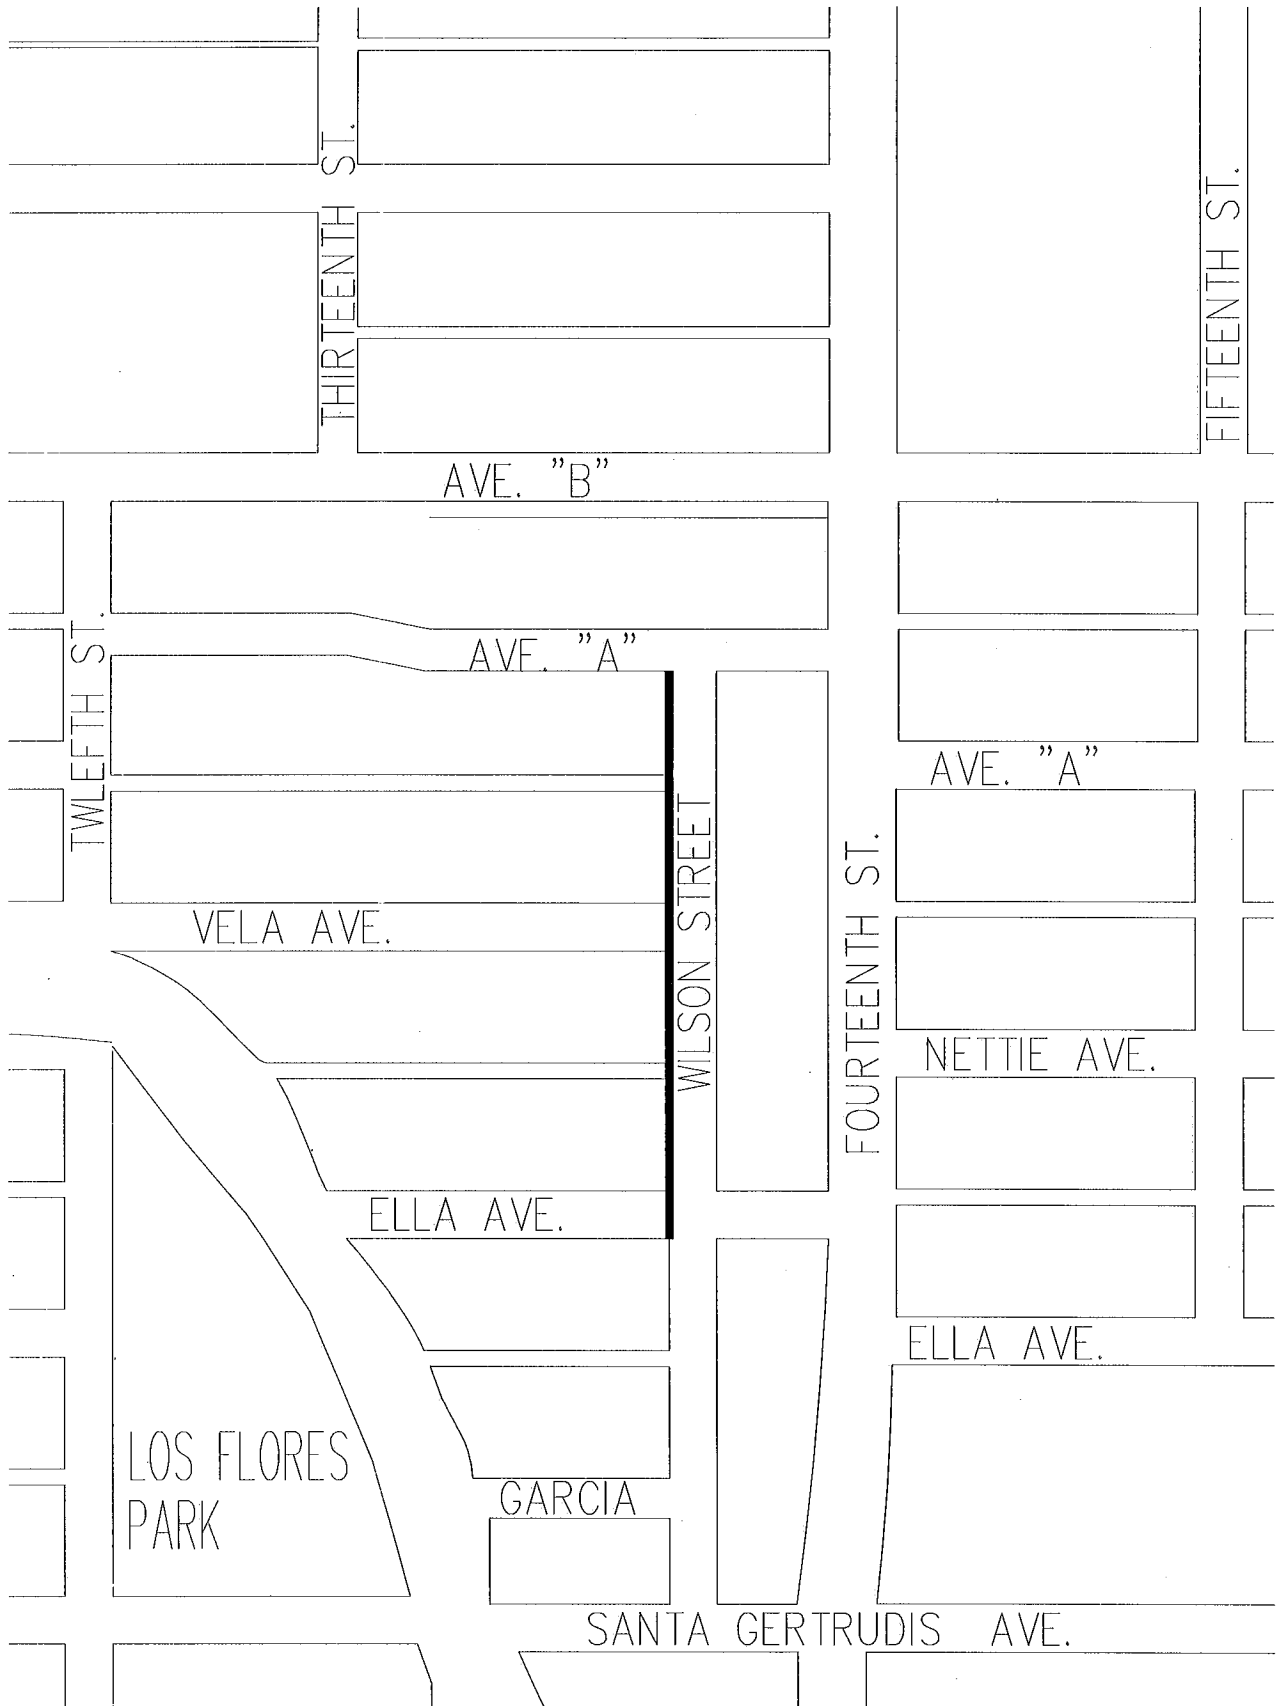 THIRTEENTH ST.
FIFTEENTH ST.
AVE. "B"
TWLEFTH ST.
AVE. "A"
AVE. "A"
WILSON STREET
FOURTEENTH ST.
VELA AVE.
NETTIE AVE.
ELLA AVE.
ELLA AVE.
LOS FLORES
PARK
GARCIA
SANTA GERTRUDIS AVE.